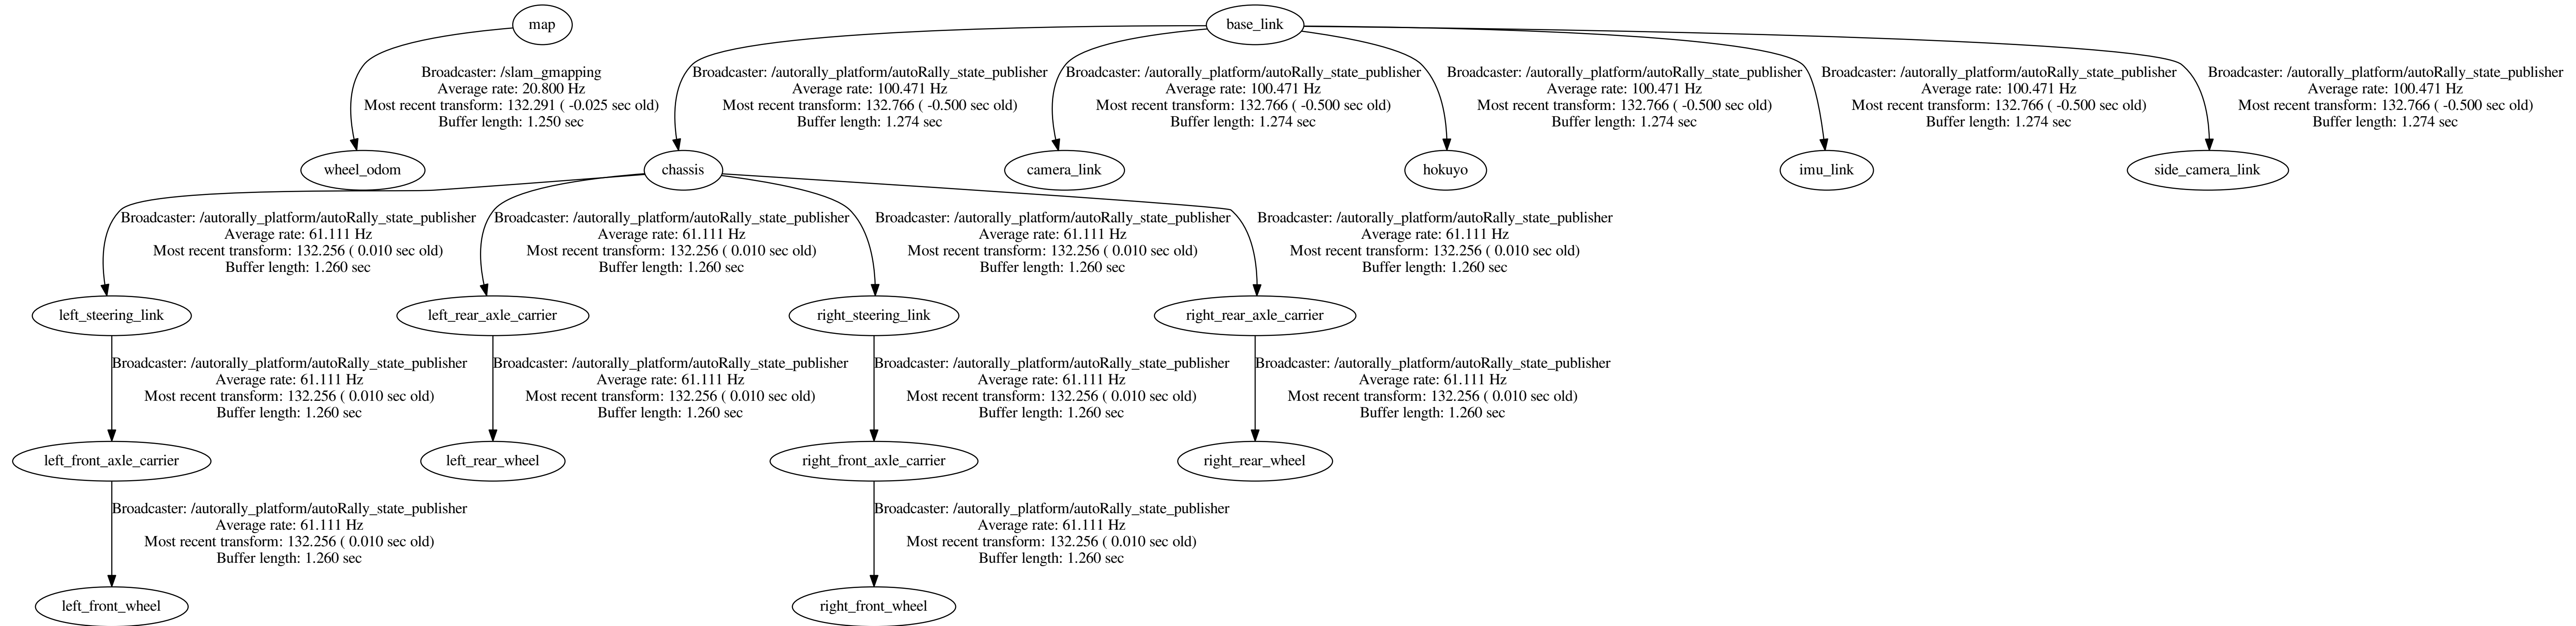 map
base_link
Broadcaster: /slam_gmapping
Average rate: 20.800 Hz
Most recent transform: 132.291 ( -0.025 sec old)
Buffer length: 1.250 sec
Broadcaster: /autorally_platform/autoRally_state_publisher
Average rate: 100.471 Hz
Most recent transform: 132.766 ( -0.500 sec old)
Buffer length: 1.274 sec
Broadcaster: /autorally_platform/autoRally_state_publisher
Average rate: 100.471 Hz
Most recent transform: 132.766 ( -0.500 sec old)
Buffer length: 1.274 sec
Broadcaster: /autorally_platform/autoRally_state_publisher
Average rate: 100.471 Hz
Most recent transform: 132.766 ( -0.500 sec old)
Buffer length: 1.274 sec
Broadcaster: /autorally_platform/autoRally_state_publisher
Average rate: 100.471 Hz
Most recent transform: 132.766 ( -0.500 sec old)
Buffer length: 1.274 sec
Broadcaster: /autorally_platform/autoRally_state_publisher
Average rate: 100.471 Hz
Most recent transform: 132.766 ( -0.500 sec old)
Buffer length: 1.274 sec
wheel_odom
chassis
camera_link
hokuyo
imu_link
side_camera_link
Broadcaster: /autorally_platform/autoRally_state_publisher
Average rate: 61.111 Hz
Most recent transform: 132.256 ( 0.010 sec old)
Buffer length: 1.260 sec
Broadcaster: /autorally_platform/autoRally_state_publisher
Average rate: 61.111 Hz
Most recent transform: 132.256 ( 0.010 sec old)
Buffer length: 1.260 sec
Broadcaster: /autorally_platform/autoRally_state_publisher
Average rate: 61.111 Hz
Most recent transform: 132.256 ( 0.010 sec old)
Buffer length: 1.260 sec
Broadcaster: /autorally_platform/autoRally_state_publisher
Average rate: 61.111 Hz
Most recent transform: 132.256 ( 0.010 sec old)
Buffer length: 1.260 sec
left_steering_link
left_rear_axle_carrier
right_steering_link
right_rear_axle_carrier
Broadcaster: /autorally_platform/autoRally_state_publisher
Average rate: 61.111 Hz
Most recent transform: 132.256 ( 0.010 sec old)
Buffer length: 1.260 sec
Broadcaster: /autorally_platform/autoRally_state_publisher
Average rate: 61.111 Hz
Most recent transform: 132.256 ( 0.010 sec old)
Buffer length: 1.260 sec
Broadcaster: /autorally_platform/autoRally_state_publisher
Average rate: 61.111 Hz
Most recent transform: 132.256 ( 0.010 sec old)
Buffer length: 1.260 sec
Broadcaster: /autorally_platform/autoRally_state_publisher
Average rate: 61.111 Hz
Most recent transform: 132.256 ( 0.010 sec old)
Buffer length: 1.260 sec
left_front_axle_carrier
left_rear_wheel
right_front_axle_carrier
right_rear_wheel
Broadcaster: /autorally_platform/autoRally_state_publisher
Average rate: 61.111 Hz
Most recent transform: 132.256 ( 0.010 sec old)
Buffer length: 1.260 sec
Broadcaster: /autorally_platform/autoRally_state_publisher
Average rate: 61.111 Hz
Most recent transform: 132.256 ( 0.010 sec old)
Buffer length: 1.260 sec
left_front_wheel
right_front_wheel